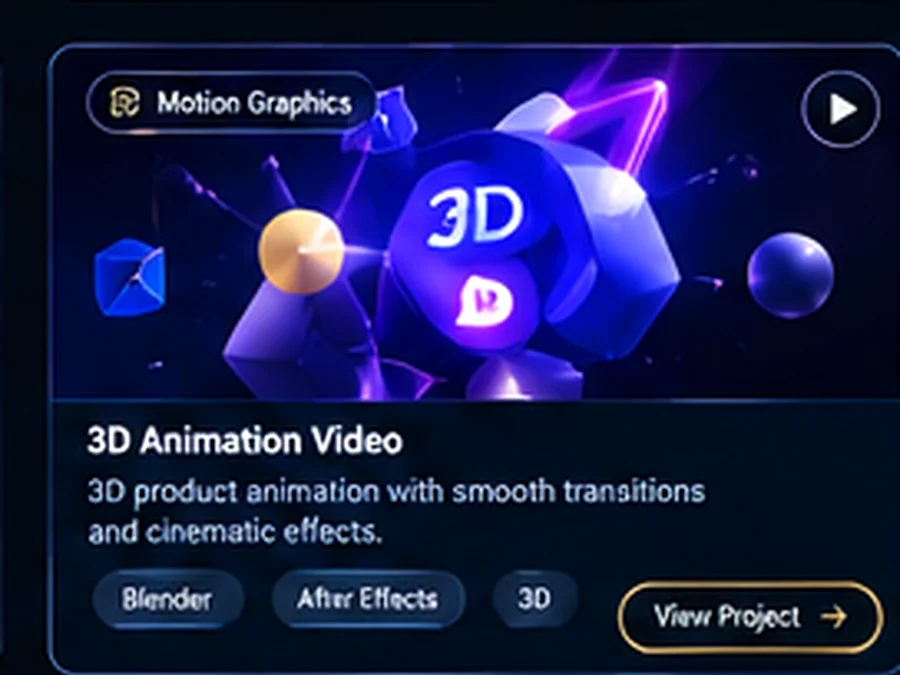 Motion Graphics
3D
3D Animation Video
3D product animation with smooth transitions
and cinematic effects.
Blender
After Effects
3D
View Project →